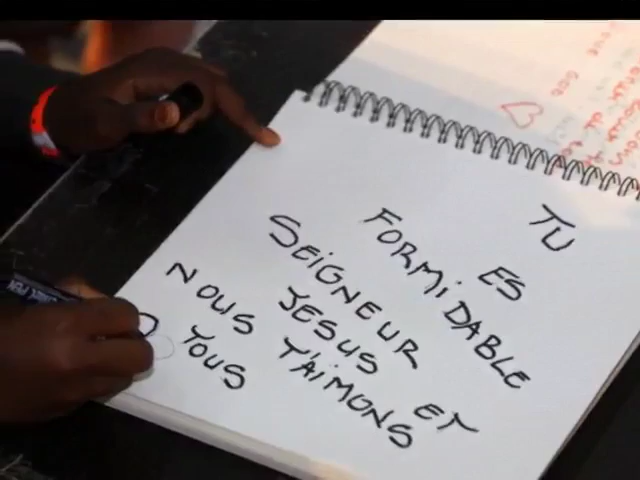 TU
ES
FORMIDABLE
SEIGNEUR
JESUS ET
NOUS T'AIMONS
TOUS